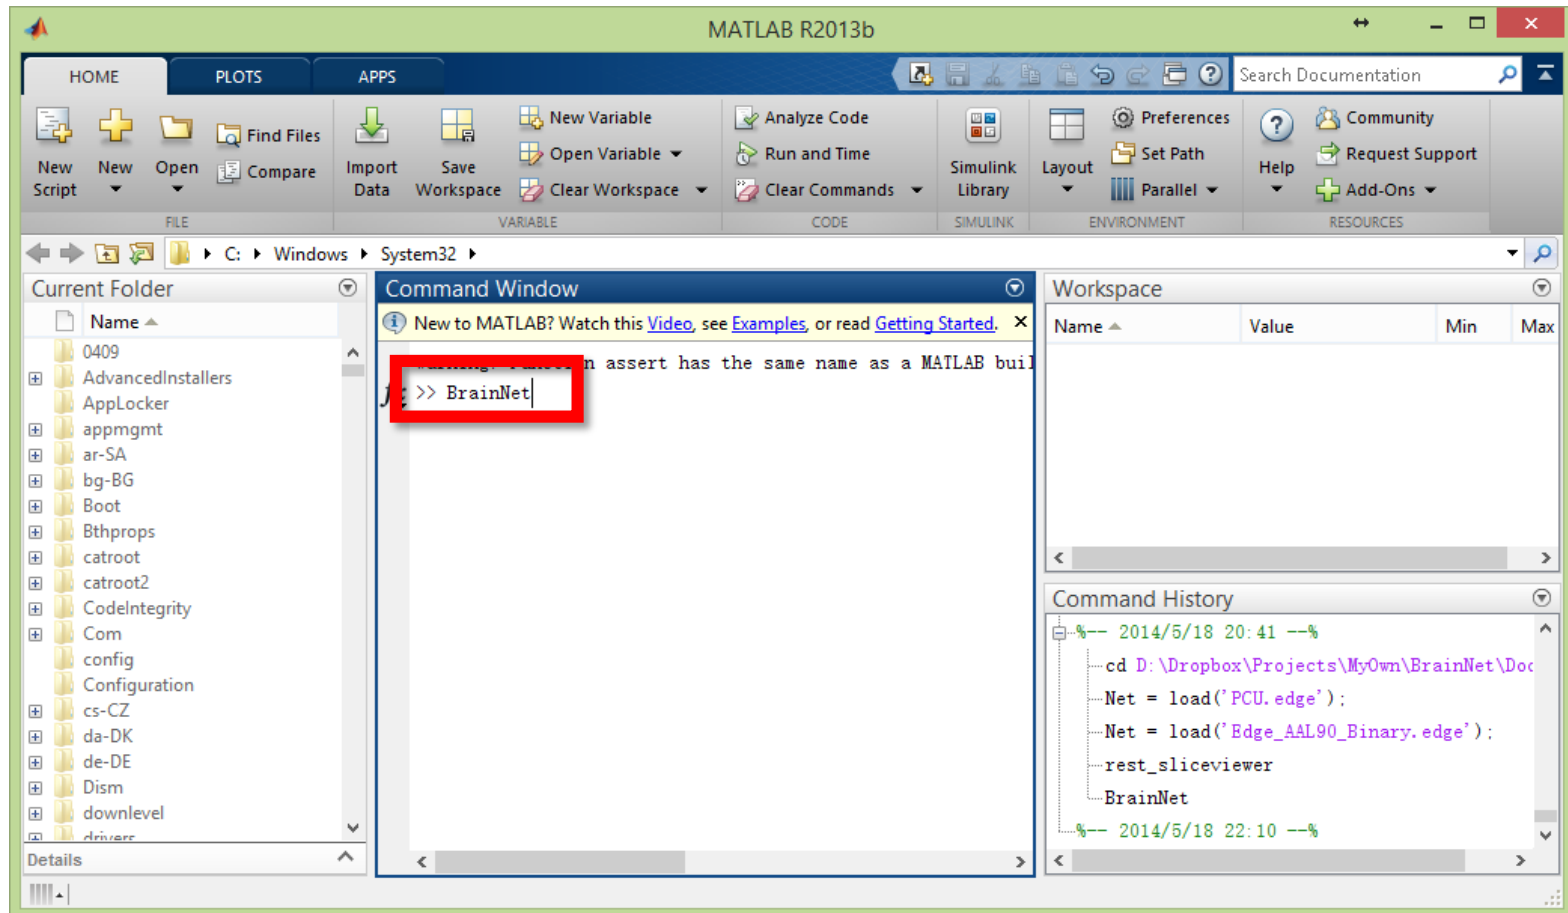 MATLAB R2013b
HOME PLOTS APPS
Search Documentation
New Script
New
Open
Find Files
Compare
FILE
Import Data
Save Workspace
New Variable
Open Variable
Clear Workspace
VARIABLE
Analyze Code
Run and Time
Clear Commands
CODE
Simulink Library
SIMULINK
Layout
Preferences
Set Path
Parallel
ENVIRONMENT
Help
Community
Request Support
Add-Ons
RESOURCES
C: Windows System32
Current Folder
Name
0409
AdvancedInstallers
AppLocker
appmgmt
ar-SA
bg-BG
Boot
Bthprops
catroot
catroot2
CodeIntegrity
Com
config
Configuration
cs-CZ
da-DK
de-DE
Dism
downlevel
drivers
Details
Command Window
New to MATLAB? Watch this Video, see Examples, or read Getting Started.
assert has the same name as a MATLAB buil
>> BrainNet
Workspace
Name Value Min Max
Command History
%-- 2014/5/18 20:41 --%
cd D:\Dropbox\Projects\MyOwn\BrainNet\Doc
Net = load('PCU.edge');
Net = load('Edge_AAL90_Binary.edge');
rest_sliceviewer
BrainNet
%-- 2014/5/18 22:10 --%